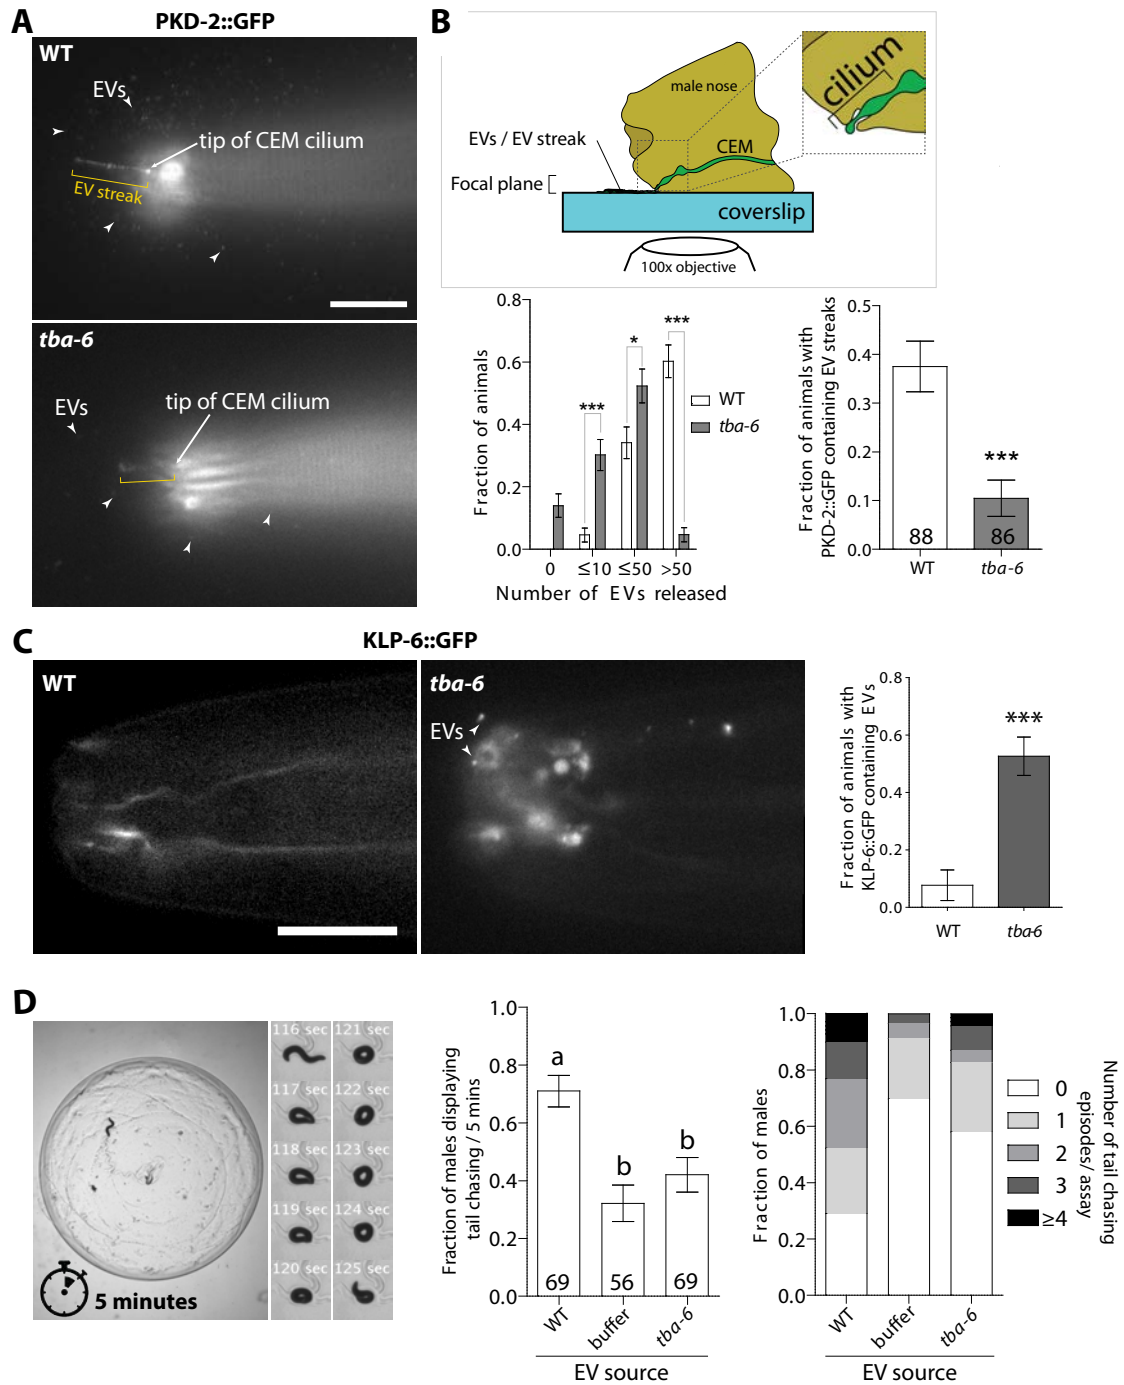 A
PKD-2::GFP
WT
EVs
tip of CEM cilium
EV streak
tba-6
EVs
tip of CEM cilium
B
male nose
cilium
CEM
EVs / EV streak
Focal plane
coverslip
100x objective
Fraction of animals
0.8
0.6
0.4
0.2
0.0
***
*
***
WT
tba-6
0 ≤10 ≤50 >50
Number of EVs released
Fraction of animals with
PKD-2::GFP containing EV streaks
0.5
0.4
0.3
0.2
0.1
0.0
***
88 86
WT tba-6
C
KLP-6::GFP
WT
tba-6
EVs
Fraction of animals with
KLP-6::GFP containing EVs
0.8
0.6
0.4
0.2
0.0
***
WT tba-6
D
5 minutes
116 sec 121 sec
117 sec 122 sec
118 sec 123 sec
119 sec 124 sec
120 sec 125 sec
Fraction of males displaying
tail chasing / 5 mins
1.0
0.8
0.6
0.4
0.2
0.0
a
b
b
69 56 69
WT buffer tba-6
EV source
Fraction of males
1.0
0.8
0.6
0.4
0.2
0.0
WT buffer tba-6
EV source
0
1
2
3
≥4
Number of tail chasing
episodes/ assay